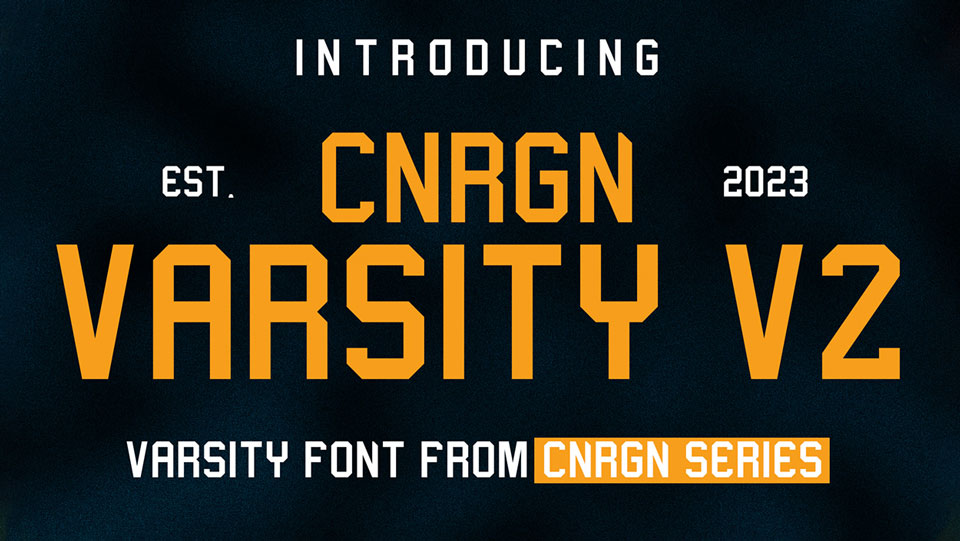 INTRODUCING
EST. CNRGN 2023
VARSITY V2
VARSITY FONT FROM CNRGN SERIES